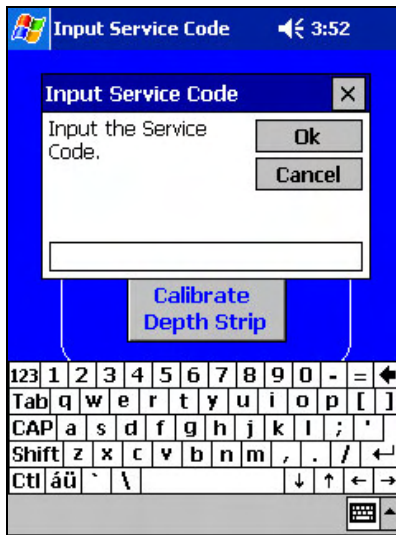 Input Service Code 3:52
Input Service Code
Input the Service
Code.
Ok
Cancel
Calibrate
Depth Strip
123 1 2 3 4 5 6 7 8 9 0 - =
Tab q w e r t y u i o p [ ]
CAP a s d f g h j k l ; '
Shift z x c v b n m , . /
Ctl áü ` \